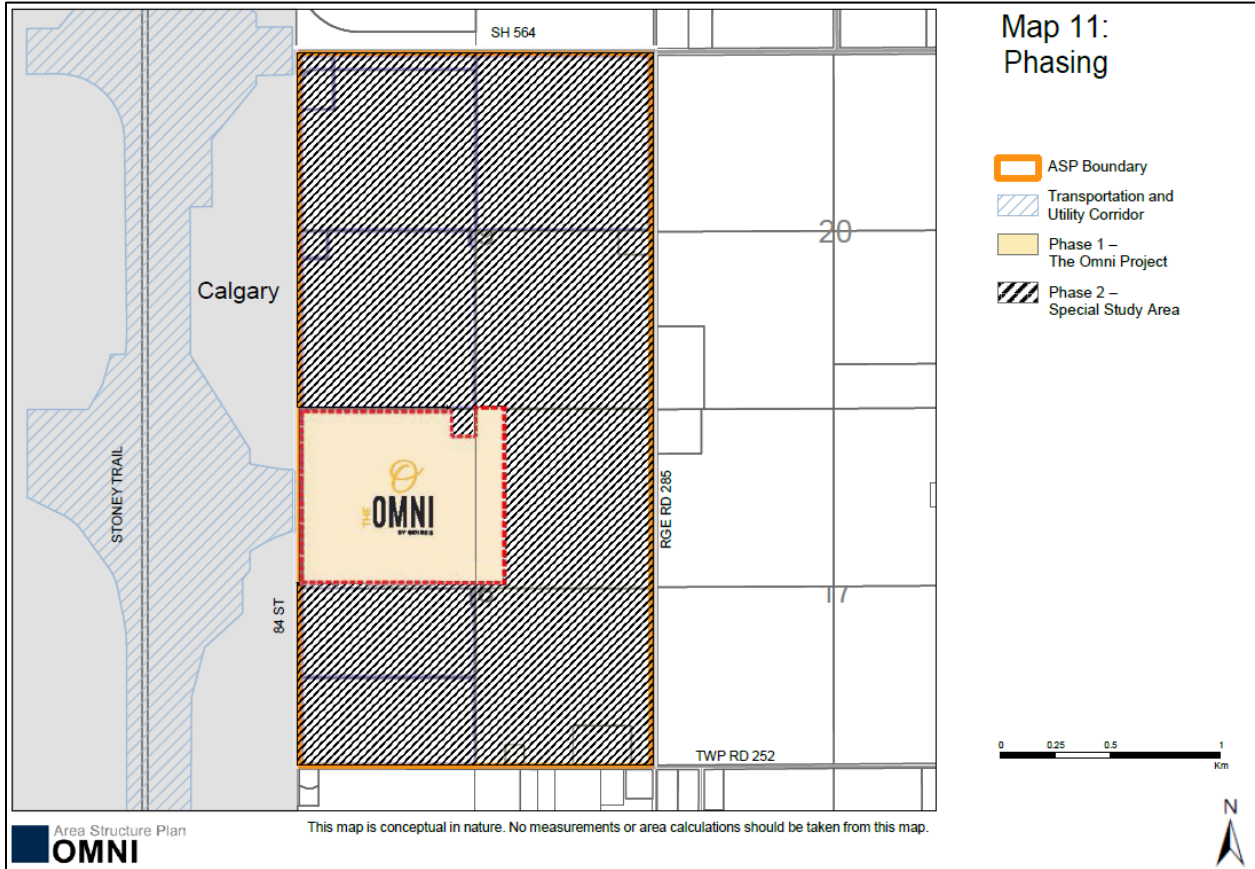 Map 11:
Phasing
SH 564
ASP Boundary
Transportation and
Utility Corridor
Phase 1 –
The Omni Project
Phase 2 –
Special Study Area
20
Calgary
STONEY TRAIL
84 ST
THE
OMNI
RGE RD 285
17
TWP RD 252
0 0.25 0.5 1
Km
N
This map is conceptual in nature. No measurements or area calculations should be taken from this map.
Area Structure Plan
OMNI